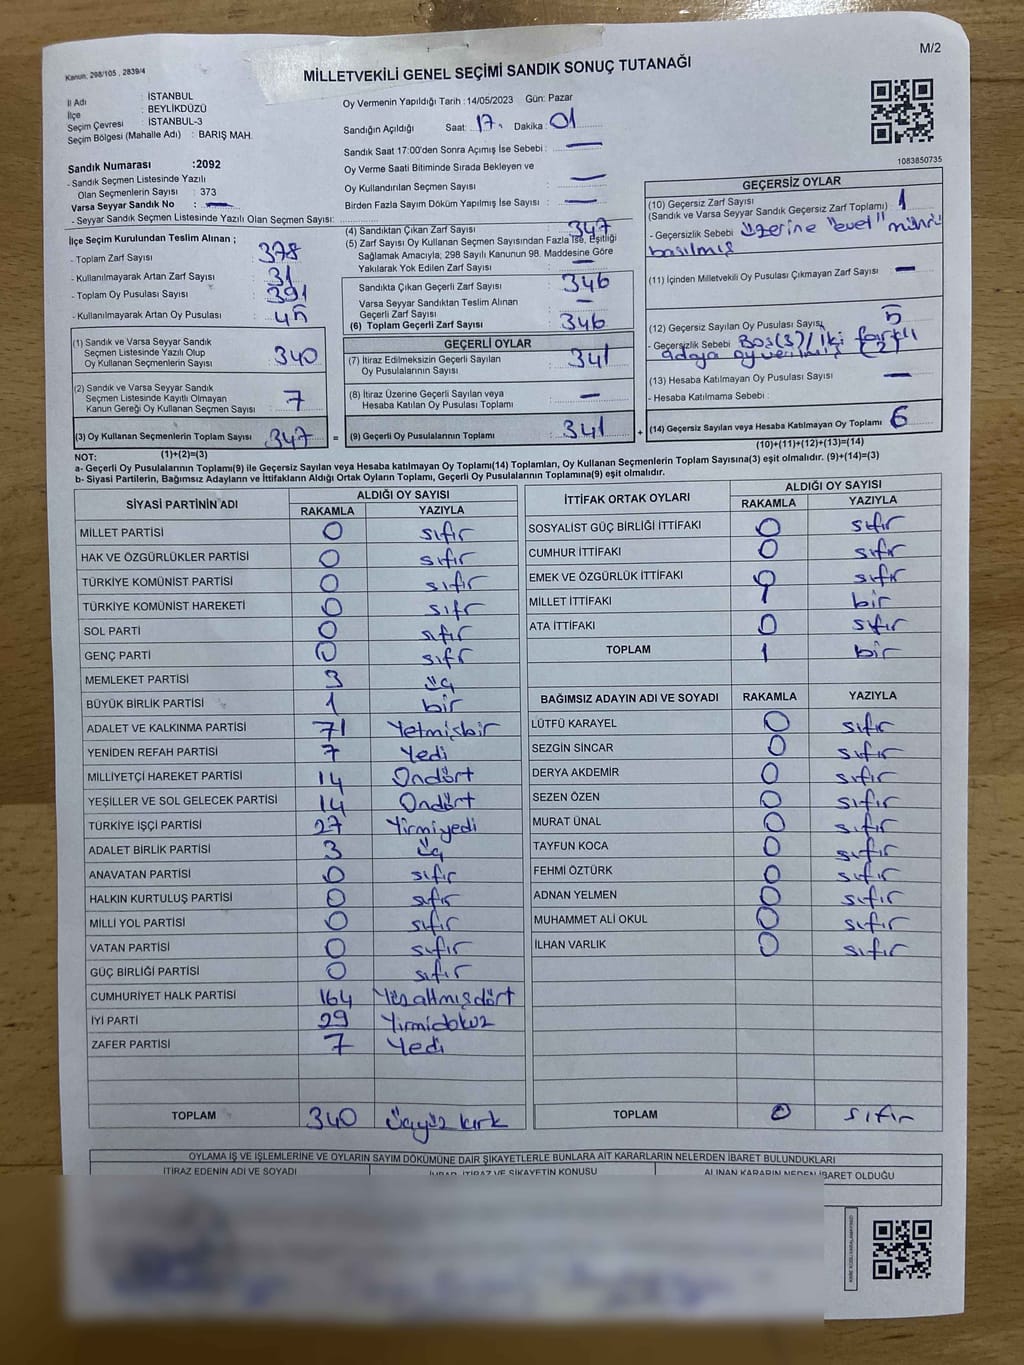 M/2
Kanun: 298/105 , 2839/4
MİLLETVEKİLİ GENEL SEÇİMİ SANDIK SONUÇ TUTANAĞI
İl Adı : İSTANBUL
İlçe : BEYLİKDÜZÜ
Seçim Çevresi : İSTANBUL-3
Seçim Bölgesi (Mahalle Adı) : BARIŞ MAH.
Sandık Numarası :2092
- Sandık Seçmen Listesinde Yazılı
Olan Seçmenlerin Sayısı : 373
Varsa Seyyar Sandık No : —
- Seyyar Sandık Seçmen Listesinde Yazılı Olan Seçmen Sayısı:
Oy Vermenin Yapıldığı Tarih :14/05/2023 Gün: Pazar
Sandığın Açıldığı Saat: 17. Dakika: 01
Sandık Saat 17:00'den Sonra Açımış İse Sebebi : —
Oy Verme Saati Bitiminde Sırada Bekleyen ve
Oy Kullandırılan Seçmen Sayısı : —
Birden Fazla Sayım Döküm Yapılmış İse Sayısı : —
1083850735
İlçe Seçim Kurulundan Teslim Alınan ;
- Toplam Zarf Sayısı : 378
- Kullanılmayarak Artan Zarf Sayısı : 31
- Toplam Oy Pusulası Sayısı : 391
- Kullanılmayarak Artan Oy Pusulası : 45
(1) Sandık ve Varsa Seyyar Sandık
Seçmen Listesinde Yazılı Olup
Oy Kullanan Seçmenlerin Sayısı : 340
(2) Sandık ve Varsa Seyyar Sandık
Seçmen Listesinde Kayıtlı Olmayan
Kanun Gereği Oy Kullanan Seçmen Sayısı : 7
(3) Oy Kullanan Seçmenlerin Toplam Sayısı : 347
(4) Sandıktan Çıkan Zarf Sayısı : 347
(5) Zarf Sayısı Oy Kullanan Seçmen Sayısından Fazla İse, Eşitliği
Sağlamak Amacıyla; 298 Sayılı Kanunun 98. Maddesine Göre
Yakılarak Yok Edilen Zarf Sayısı : —
Sandıkta Çıkan Geçerli Zarf Sayısı : 346
Varsa Seyyar Sandıktan Teslim Alınan
Geçerli Zarf Sayısı : —
(6) Toplam Geçerli Zarf Sayısı : 346
GEÇERLİ OYLAR
(7) İtiraz Edilmeksizin Geçerli Sayılan
Oy Pusulalarının Sayısı : 341
(8) İtiraz Üzerine Geçerli Sayılan veya
Hesaba Katılan Oy Pusulası Toplamı : —
= (9) Geçerli Oy Pusulalarının Toplamı : 341
GEÇERSİZ OYLAR
(10) Geçersiz Zarf Sayısı : 1
(Sandık ve Varsa Seyyar Sandık Geçersiz Zarf Toplamı)
- Geçersizlik Sebebi : üzerine "evet" mührü
basılmış
(11) İçinden Milletvekili Oy Pusulası Çıkmayan Zarf Sayısı : —
(12) Geçersiz Sayılan Oy Pusulası Sayısı : 5
- Geçersizlik Sebebi : Boş(3)/iki farklı
adaya oy verilmiş (2)
(13) Hesaba Katılmayan Oy Pusulası Sayısı : —
- Hesaba Katılmama Sebebi :
+ (14) Geçersiz Sayılan veya Hesaba Katılmayan Oy Toplamı : 6
NOT: (1)+(2)=(3)
(10)+(11)+(12)+(13)=(14)
a- Geçerli Oy Pusulalarının Toplamı(9) ile Geçersiz Sayılan veya Hesaba katılmayan Oy Toplamı(14) Toplamları, Oy Kullanan Seçmenlerin Toplam Sayısına(3) eşit olmalıdır. (9)+(14)=(3)
b- Siyasi Partilerin, Bağımsız Adayların ve İttifakların Aldığı Ortak Oyların Toplamı, Geçerli Oy Pusulalarının Toplamına(9) eşit olmalıdır.
SİYASİ PARTİNİN ADI ALDIĞI OY SAYISI
RAKAMLA YAZIYLA
MİLLET PARTİSİ 0 sıfır
HAK VE ÖZGÜRLÜKLER PARTİSİ 0 sıfır
TÜRKİYE KOMÜNİST PARTİSİ 0 sıfır
TÜRKİYE KOMÜNİST HAREKETİ 0 sıfr
SOL PARTİ 0 sıfır
GENÇ PARTİ 0 sıfr
MEMLEKET PARTİSİ 3 üç
BÜYÜK BİRLİK PARTİSİ 1 bir
ADALET VE KALKINMA PARTİSİ 71 Yetmişbir
YENİDEN REFAH PARTİSİ 7 Yedi
MİLLİYETÇİ HAREKET PARTİSİ 14 Ondört
YEŞİLLER VE SOL GELECEK PARTİSİ 14 Ondört
TÜRKİYE İŞÇİ PARTİSİ 27 Yirmiyedi
ADALET BİRLİK PARTİSİ 3 üç
ANAVATAN PARTİSİ 0 sıfır
HALKIN KURTULUŞ PARTİSİ 0 sıfır
MİLLİ YOL PARTİSİ 0 sıfır
VATAN PARTİSİ 0 sıfır
GÜÇ BİRLİĞİ PARTİSİ 0 sıfır
CUMHURİYET HALK PARTİSİ 164 Yüzaltmışdört
İYİ PARTİ 29 Yirmidokuz
ZAFER PARTİSİ 7 Yedi
TOPLAM 340 üçyüz kırk
İTTİFAK ORTAK OYLARI ALDIĞI OY SAYISI
RAKAMLA YAZIYLA
SOSYALİST GÜÇ BİRLİĞİ İTTİFAKI 0 sıfır
CUMHUR İTTİFAKI 0 sıfır
EMEK VE ÖZGÜRLÜK İTTİFAKI 0 sıfır
MİLLET İTTİFAKI 1 bir
ATA İTTİFAKI 0 sıfır
TOPLAM 1 bir
BAĞIMSIZ ADAYIN ADI VE SOYADI RAKAMLA YAZIYLA
LÜTFÜ KARAYEL 0 sıfır
SEZGİN SİNCAR 0 sıfır
DERYA AKDEMİR 0 sıfır
SEZEN ÖZEN 0 sıfır
MURAT ÜNAL 0 sıfır
TAYFUN KOCA 0 sıfır
FEHMİ ÖZTÜRK 0 sıfır
ADNAN YELMEN 0 sıfır
MUHAMMET ALİ OKUL 0 sıfır
İLHAN VARLIK 0 sıfır
TOPLAM 0 sıfır
OYLAMA İŞ VE İŞLEMLERİNE VE OYLARIN SAYIM DÖKÜMÜNE DAİR ŞİKAYETLERLE BUNLARA AİT KARARLARIN NELERDEN İBARET BULUNDUKLARI
İTİRAZ EDENİN ADI VE SOYADI İTİRAZ VE ŞİKAYETİN KONUSU ALINAN KARARIN NEDEN İBARET OLDUĞU